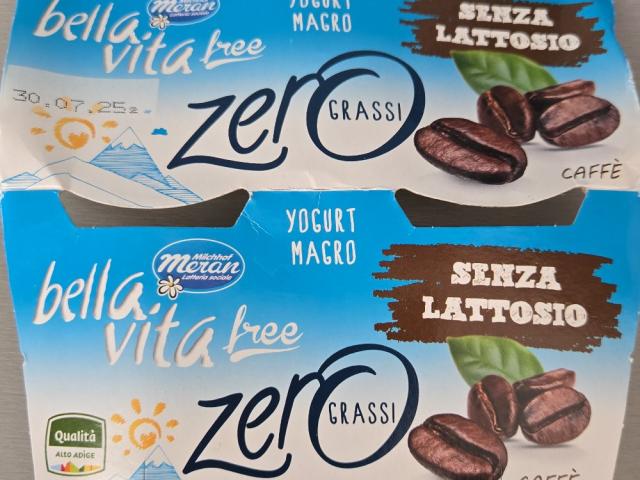 bella
vita free
Meran
Latteria sociale
YOGURT
MAGRO
SENZA
LATTOSIO
30.07.25
zero
GRASSI
CAFFÈ
YOGURT
MAGRO
Milchhof
Meran
Latteria sociale
bella
vita free
SENZA
LATTOSIO
zero
GRASSI
Qualità
ALTO ADIGE
CAFFÈ